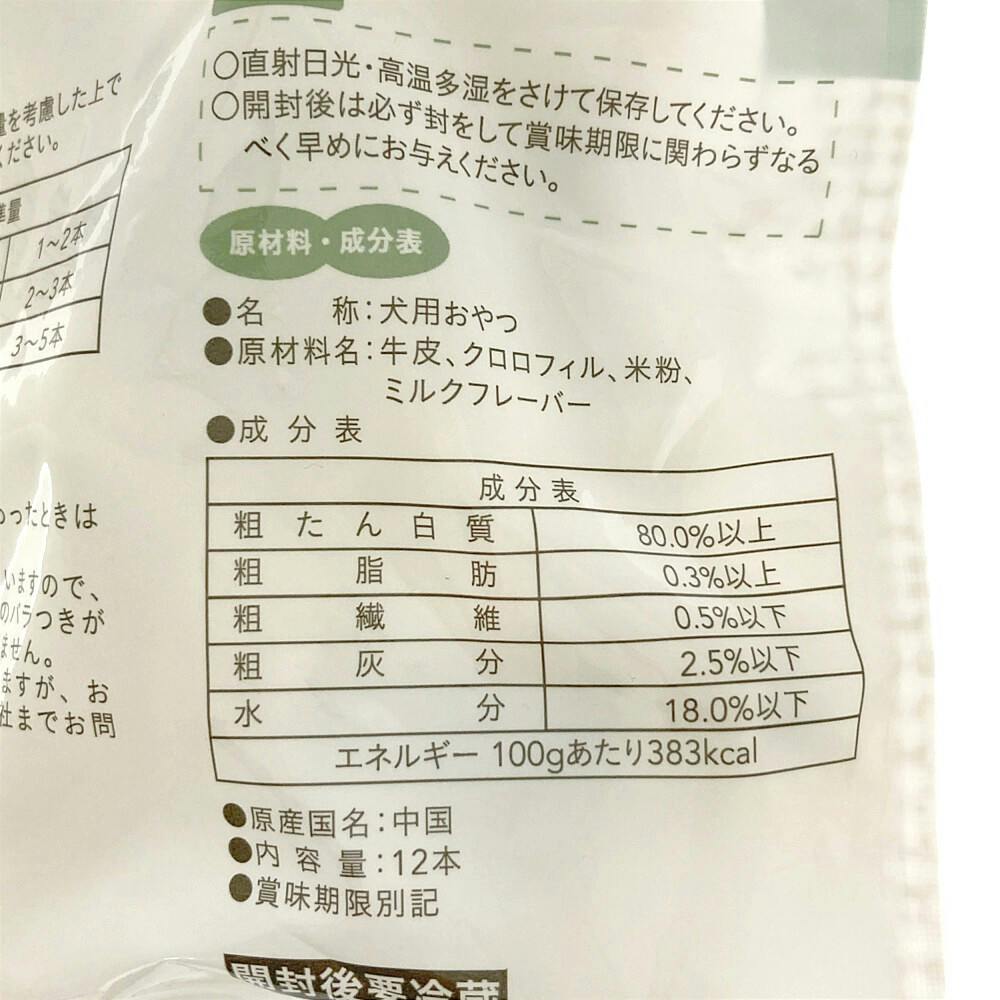 ○直射日光・高温多湿をさけて保存してください。
○開封後は必ず封をして賞味期限に関わらずなる
べく早めにお与えください。
量を考慮した上で
ください。
準量
1〜2本
2〜3本
3〜5本
原材料・成分表
●名 称：犬用おやつ
●原材料名：牛皮、クロロフィル、米粉、
ミルクフレーバー
●成分表
成分表
粗たん白質 80.0%以上
粗脂肪 0.3%以上
粗繊維 0.5%以下
粗灰分 2.5%以下
水分 18.0%以下
エネルギー 100gあたり383kcal
わったときは
いますので、
のバラつきが
ません。
ますが、お
社までお問
●原産国名：中国
●内容量：12本
●賞味期限別記
開封後要冷蔵